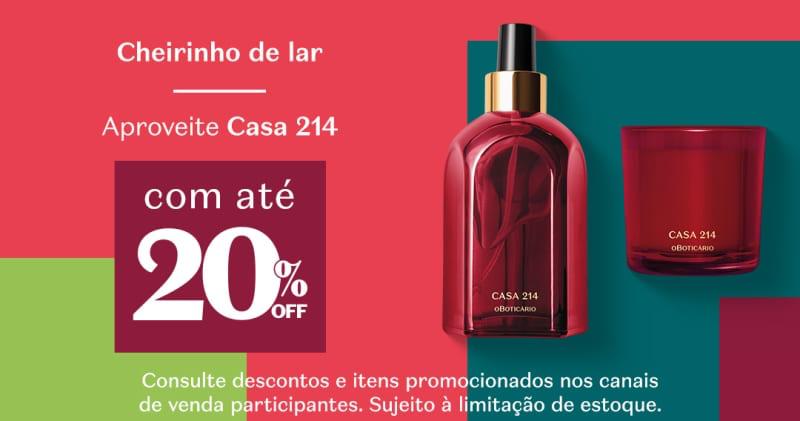 Cheirinho de lar
Aproveite Casa 214
com até
20% OFF
CASA 214
oBOTICÁRIO
CASA 214
oBOTICÁRIO
Consulte descontos e itens promocionados nos canais
de venda participantes. Sujeito à limitação de estoque.